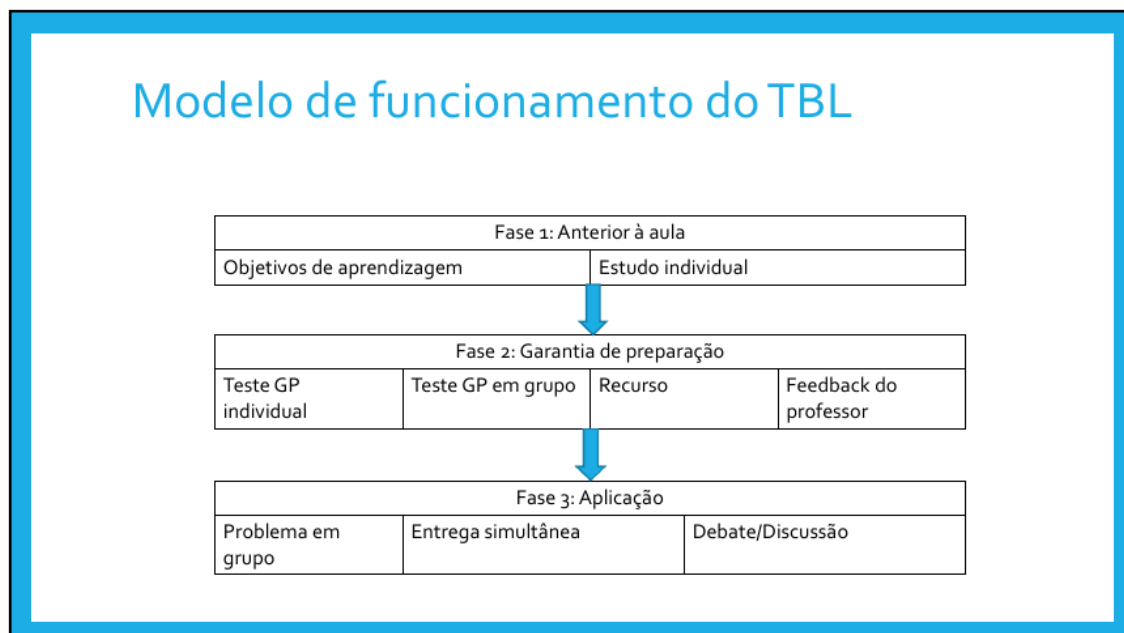 Modelo de funcionamento do TBL
Fase 1: Anterior à aula
Objetivos de aprendizagem
Estudo individual
Fase 2: Garantia de preparação
Teste GP
individual
Teste GP em grupo
Recurso
Feedback do
professor
Fase 3: Aplicação
Problema em
grupo
Entrega simultânea
Debate/Discussão